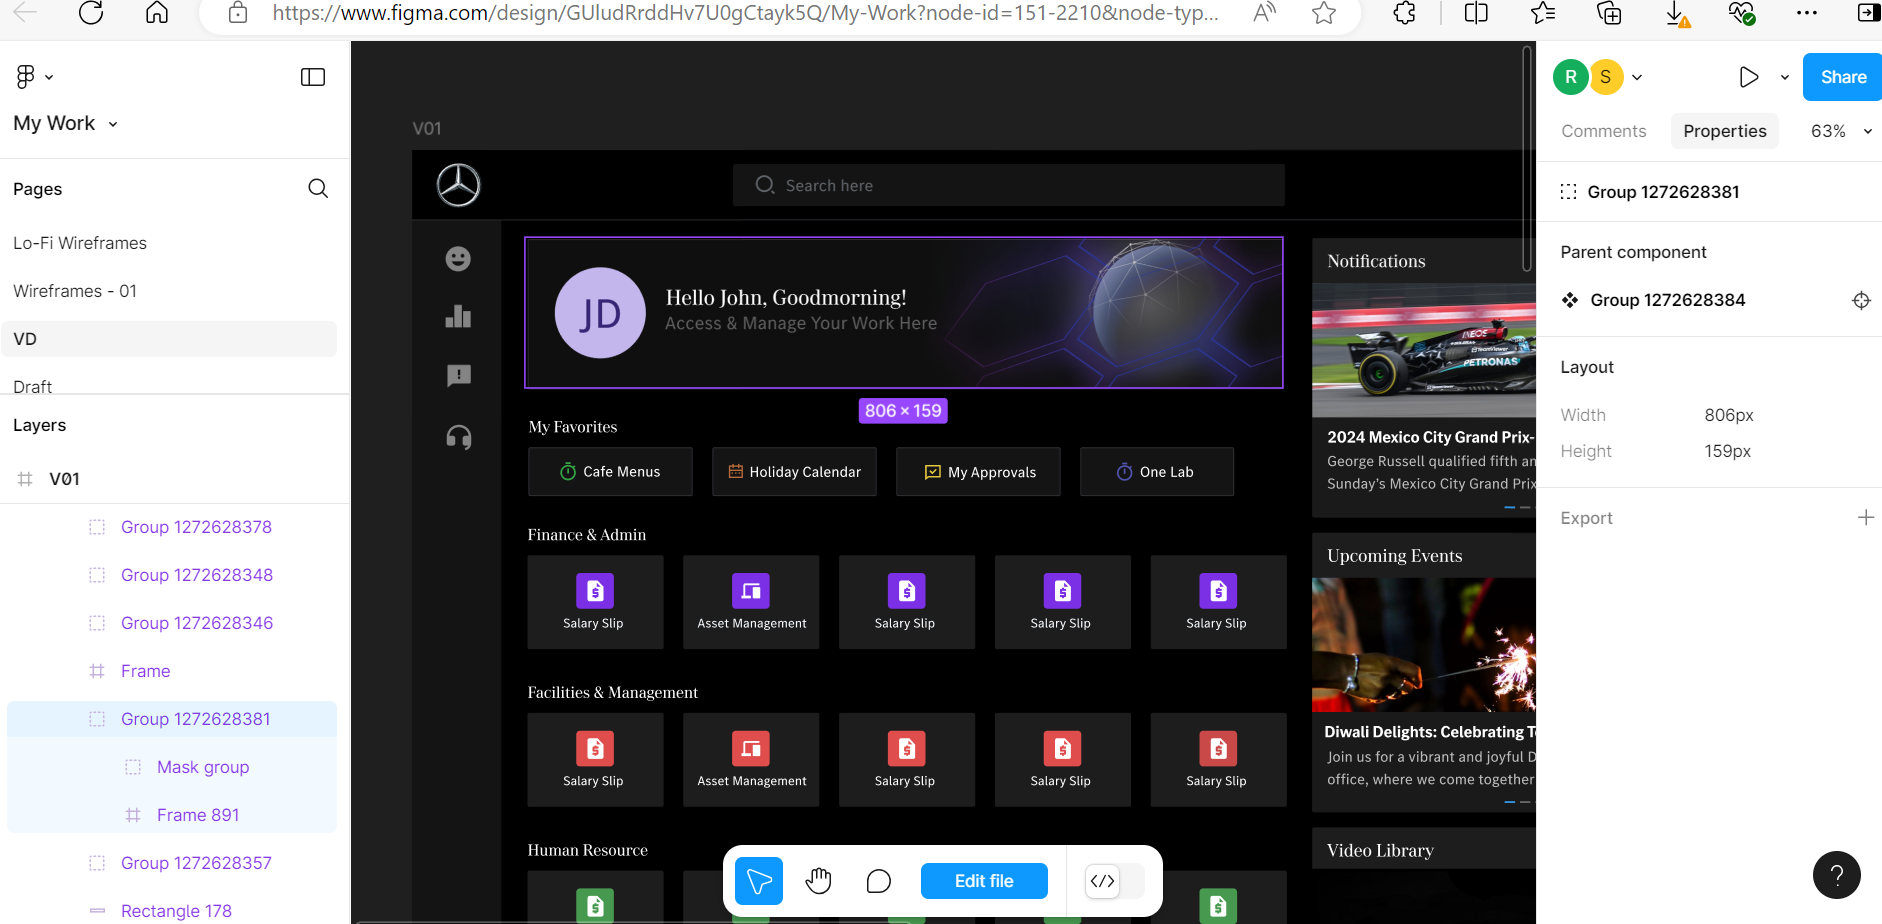 https://www.figma.com/design/GUludRrddHv7U0gCtayk5Q/My-Work?node-id=151-2210&node-typ...
My Work
Pages
Lo-Fi Wireframes
Wireframes - 01
VD
Draft
Layers
V01
Group 1272628378
Group 1272628348
Group 1272628346
Frame
Group 1272628381
Mask group
Frame 891
Group 1272628357
Rectangle 178
V01
Search here
JD
Hello John, Goodmorning!
Access & Manage Your Work Here
806 × 159
My Favorites
Cafe Menus
Holiday Calendar
My Approvals
One Lab
Finance & Admin
Salary Slip
Asset Management
Salary Slip
Salary Slip
Salary Slip
Facilities & Management
Salary Slip
Asset Management
Salary Slip
Salary Slip
Salary Slip
Human Resource
Edit file
Notifications
INEOS
TeamViewer
PETRONAS
2024 Mexico City Grand Prix-
George Russell qualified fifth an
Sunday's Mexico City Grand Prix
Upcoming Events
Diwali Delights: Celebrating T
Join us for a vibrant and joyful D
office, where we come together
Video Library
R
S
Share
Comments
Properties
63%
Group 1272628381
Parent component
Group 1272628384
Layout
Width
806px
Height
159px
Export
?